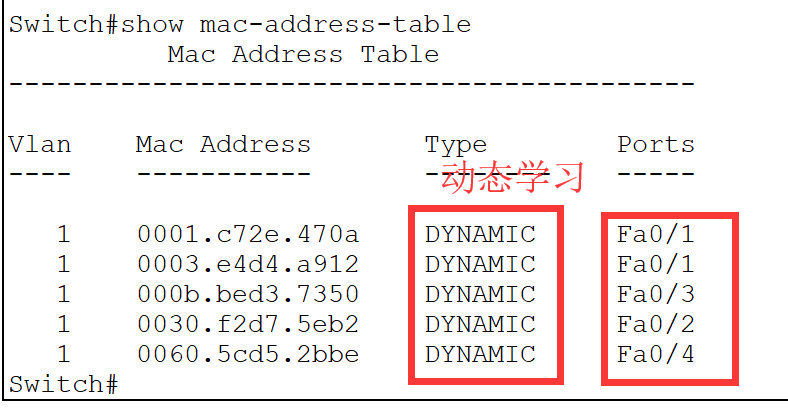 Switch#show mac-address-table
Mac Address Table
-------------------------------------------
Vlan Mac Address Type Ports
---- ----------- -------- -----
动态学习
1 0001.c72e.470a DYNAMIC Fa0/1
1 0003.e4d4.a912 DYNAMIC Fa0/1
1 000b.bed3.7350 DYNAMIC Fa0/3
1 0030.f2d7.5eb2 DYNAMIC Fa0/2
1 0060.5cd5.2bbe DYNAMIC Fa0/4
Switch#